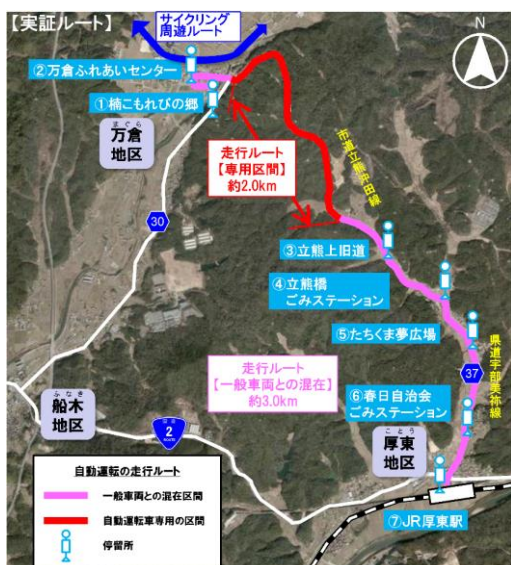 【実証ルート】
サイクリング
周遊ルート
N
②万倉ふれあいセンター
①楠こもれびの郷
まぐら
万倉
地区
走行ルート
【専用区間】
約2.0km
市道立熊沖田線
30
③立熊上旧道
④立熊橋
ごみステーション
⑤たちくま夢広場
走行ルート
【一般車両との混在】
約3.0km
37
県道宇部美祢線
⑥春日自治会
ごみステーション
ふなき
船木
地区
国道
2
ROUTE
ことう
厚東
地区
⑦JR厚東駅
自動運転の走行ルート
一般車両との混在区間
自動運転車専用の区間
停留所